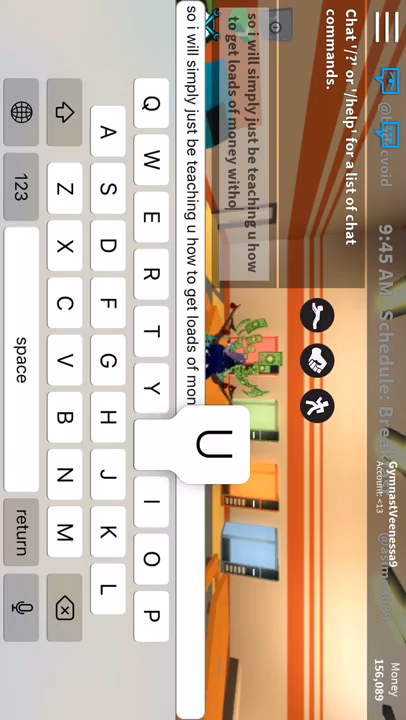 Chat '/?' or '/help' for a list of chat
commands.
9:45 AM Schedule: Break
GymnastVeenessa9
Account: <13
Money
156,089
so i will simply just be teaching u how
to get loads of money witho
so i will simply just be teaching u how to get loads of mon
U
Q W E R T Y I O P
A S D F G H J K L
Z X C V B N M
123 space return